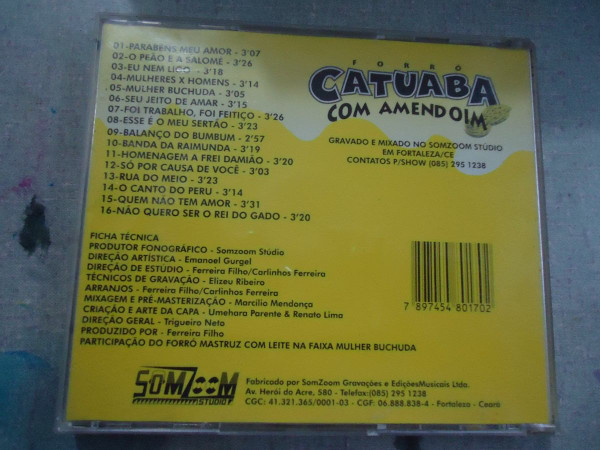 01-PARABENS MEU AMOR - 3'07
02-O PEÃO E A SALOMÉ - 3'26
03-EU NEM LIGO - 3'18
04-MULHERES X HOMENS - 3'14
05-MULHER BUCHUDA - 3'05
06-SEU JEITO DE AMAR - 3'15
07-FOI TRABALHO, FOI FEITIÇO - 3'26
08-ESSE É O MEU SERTÃO - 3'23
09-BALANÇO DO BUMBUM - 2'57
10-BANDA DA RAIMUNDA - 3'19
11-HOMENAGEM A FREI DAMIÃO - 3'20
12-SÓ POR CAUSA DE VOCÊ - 3'03
13-RUA DO MEIO - 3'23
14-O CANTO DO PERU - 3'14
15-QUEM NÃO TEM AMOR - 3'31
16-NÃO QUERO SER O REI DO GADO - 3'20
FORRÓ
CATUABA
COM AMENDOIM
GRAVADO E MIXADO NO SOMZOOM STÚDIO
EM FORTALEZA/CE
CONTATOS P/SHOW (085) 295 1238
FICHA TÉCNICA
PRODUTOR FONOGRÁFICO - Somzoom Stúdio
DIREÇÃO ARTÍSTICA - Emanoel Gurgel
DIREÇÃO DE ESTÚDIO - Ferreira Filho/Carlinhos Ferreira
TÉCNICOS DE GRAVAÇÃO - Elizeu Ribeiro
ARRANJOS - Ferreira Filho/Carlinhos Ferreira
MIXAGEM E PRÉ-MASTERIZAÇÃO - Marcílio Mendonça
CRIAÇÃO E ARTE DA CAPA - Umehara Parente & Renato Lima
DIREÇÃO GERAL - Trigueiro Neto
PRODUZIDO POR - Ferreira Filho
PARTICIPAÇÃO DO FORRÓ MASTRUZ COM LEITE NA FAIXA MULHER BUCHUDA
7 897454 801702
SOMZOOM
STUDIO
Fabricado por SomZoom Gravações e EdiçõesMusicais Ltda.
Av. Herói do Acre, 580 - Telefax:(085) 295 1238
CGC: 41.321.365/0001-03 - CGF: 06.888.838-4 - Fortaleza - Ceará